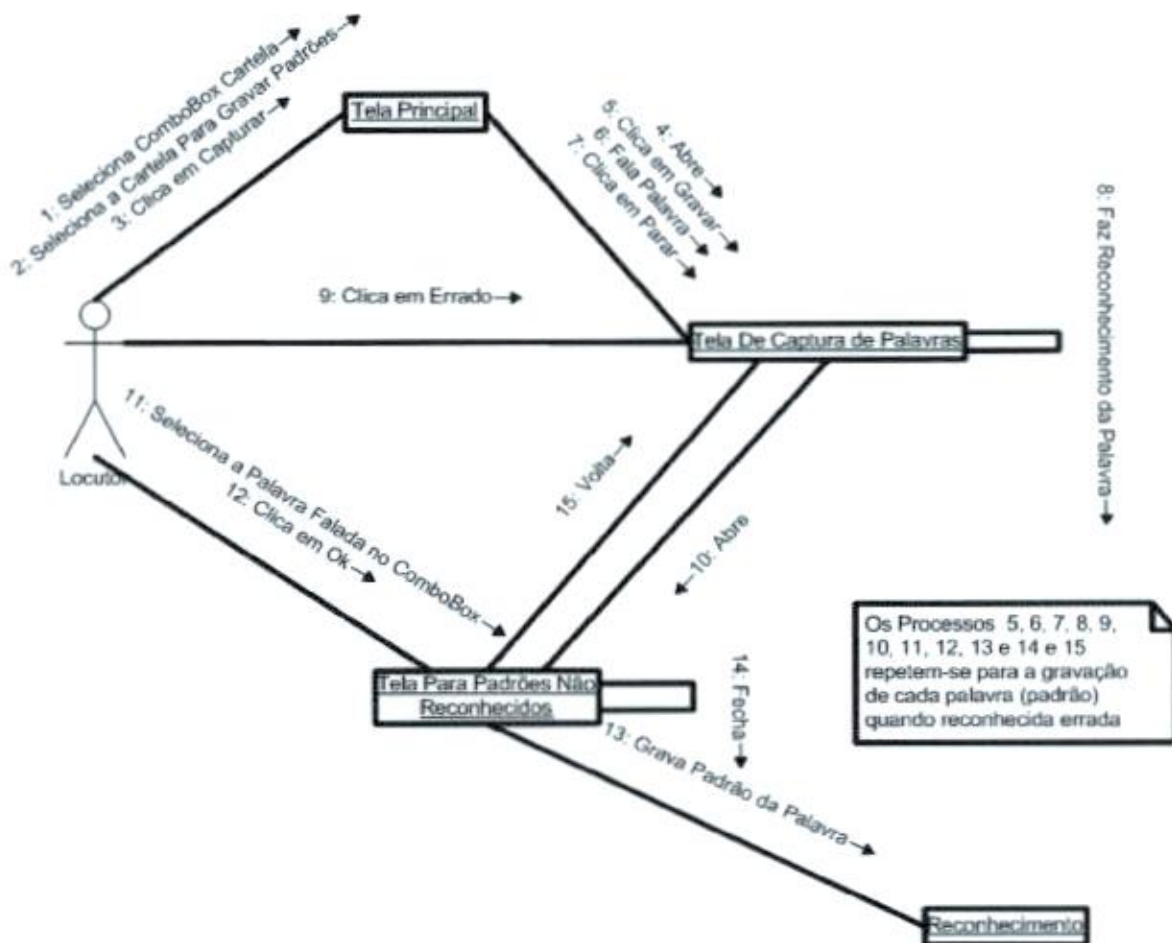 1: Seleciona ComboBox Cartela
2: Seleciona a Cartela Para Gravar Padrões
3: Clica em Capturar
Tela Principal
4: Abre
5: Clica em Gravar
6: Fala Palavra
7: Clica em Parar
8: Faz Reconhecimento da Palavra
9: Clica em Errado
Tela De Captura de Palavras
Locutor
11: Seleciona a Palavra Falada no ComboBox
12: Clica em Ok
15: Volta
10: Abre
Tela Para Padrões Não
Reconhecidos
14: Fecha
13: Grava Padrão da Palavra
Os Processos 5, 6, 7, 8, 9,
10, 11, 12, 13 e 14 e 15
repetem-se para a gravação
de cada palavra (padrão)
quando reconhecida errada
Reconhecimento